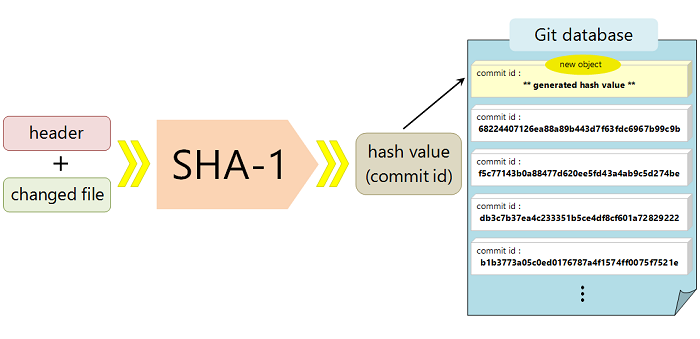 header
+
changed file
SHA-1
hash value
(commit id)
Git database
new object
commit id :
** generated hash value **
commit id :
68224407126ea88a89b443d7f63fdc6967b99c9b
commit id :
f5c77143b0a88477d620ee5fd43a4ab9c5d274be
commit id :
db3c7b37ea4c233351b5ce4df8cf601a72829222
commit id :
b1b3773a05c0ed0176787a4f1574ff0075f7521e
⋮